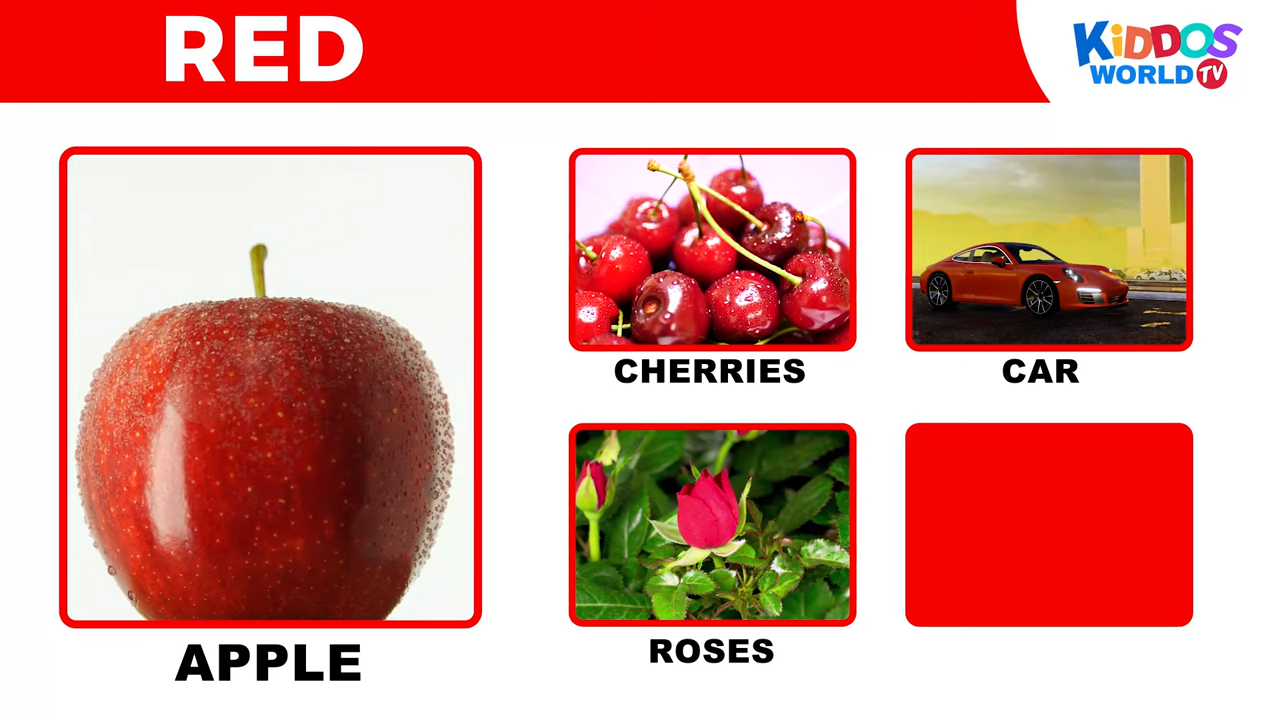 RED
KiDDOS
WORLD TV
APPLE
CHERRIES
CAR
ROSES